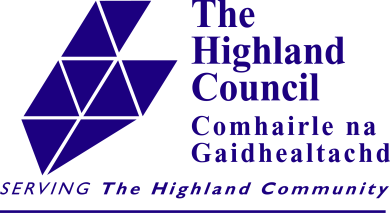 The
Highland
Council
Comhairle na
Gaidhealtachd
SERVING The Highland Community